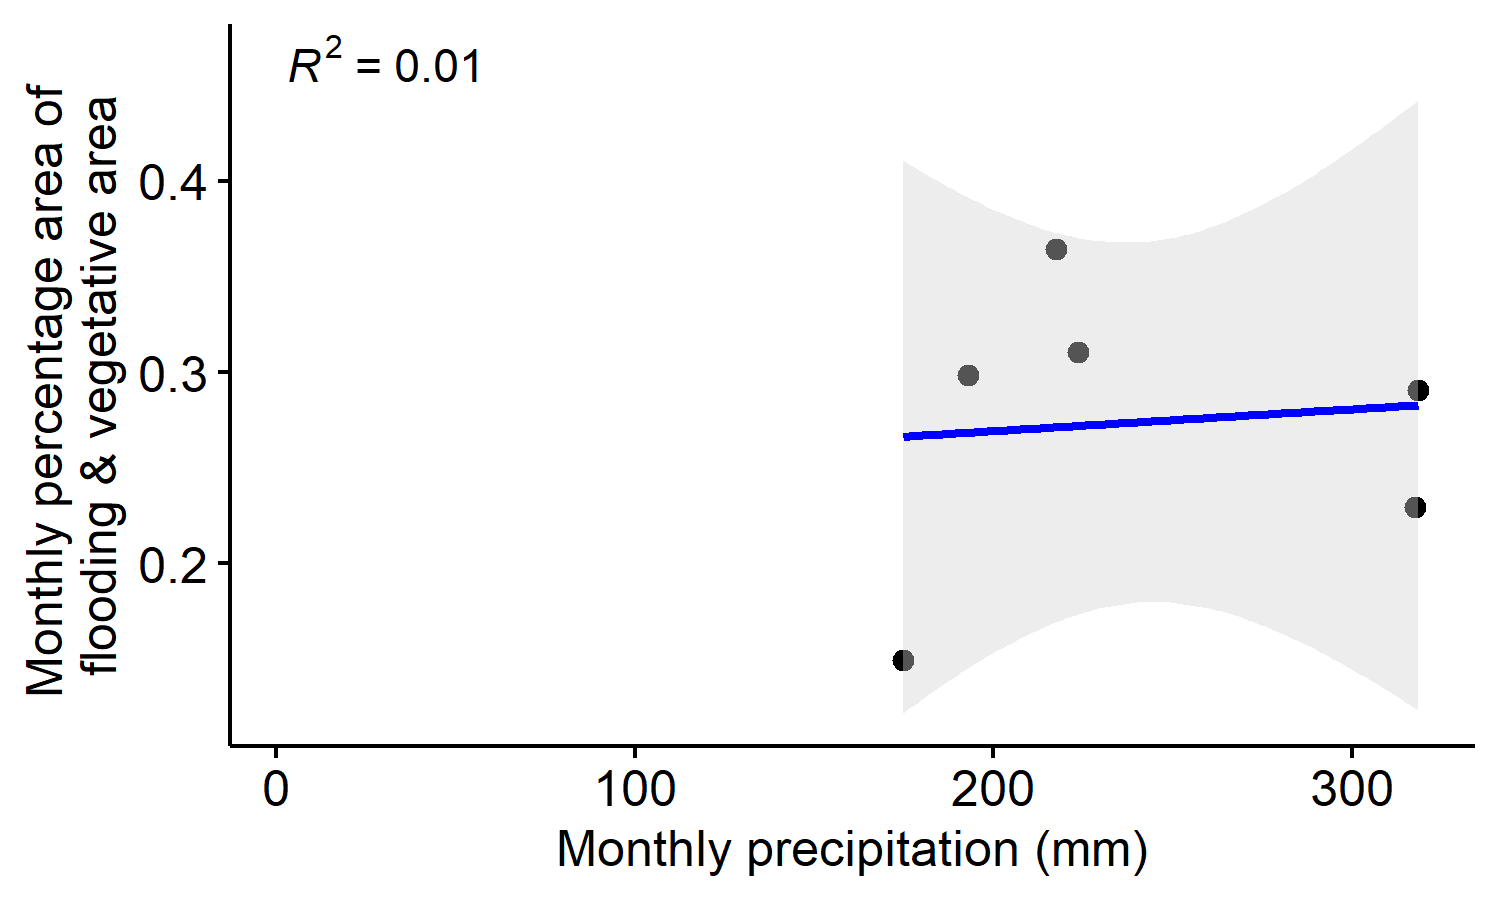 R² = 0.01
Monthly percentage area of
flooding & vegetative area
0.4
0.3
0.2
0 100 200 300
Monthly precipitation (mm)